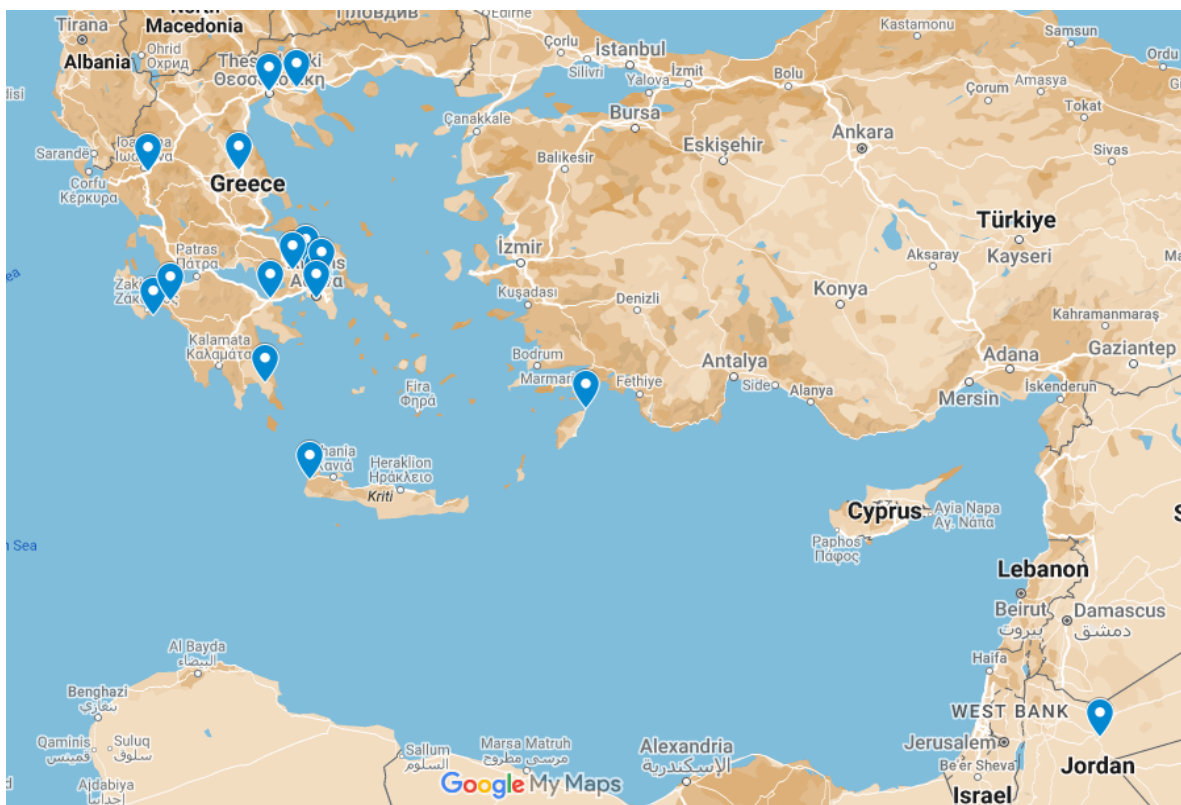 North
Macedonia
Пловдив
Edirne
Tirana
Kastamonu
Samsun
Ohrid
Охрид
Albania
Çorlu
İstanbul
Silivri
Yalova
İzmit
Bolu
Ordu
Amasya
Çorum
Tokat
Çanakkale
Bursa
Ankara
Eskişehir
Balıkesir
Sivas
Sarandë
Corfu
Κέρκυρα
Greece
Türkiye
Kayseri
Aksaray
Patras
Πάτρα
İzmir
Kuşadası
Denizli
Konya
Kahramanmaraş
Kalamata
Καλαμάτα
Bodrum
Antalya
Adana
Gaziantep
Fira
Φηρά
Fethiye
Side
Alanya
Mersin
İskenderun
Heraklion
Ηράκλειο
Kriti
Cyprus
Ayia Napa
Αγ. Νάπα
Paphos
Πάφος
Sea
Lebanon
Beirut
بيروت
Damascus
دمشق
Al Bayda
البيضاء
Haifa
Benghazi
بنغازي
WEST BANK
Qaminis
قمينس
Suluq
سلوق
Sallum
السلوم
Marsa Matruh
مرسى مطروح
Alexandria
الإسكندرية
Jerusalem
Be'er Sheva
Jordan
Ajdabiya
Google My Maps
Israel